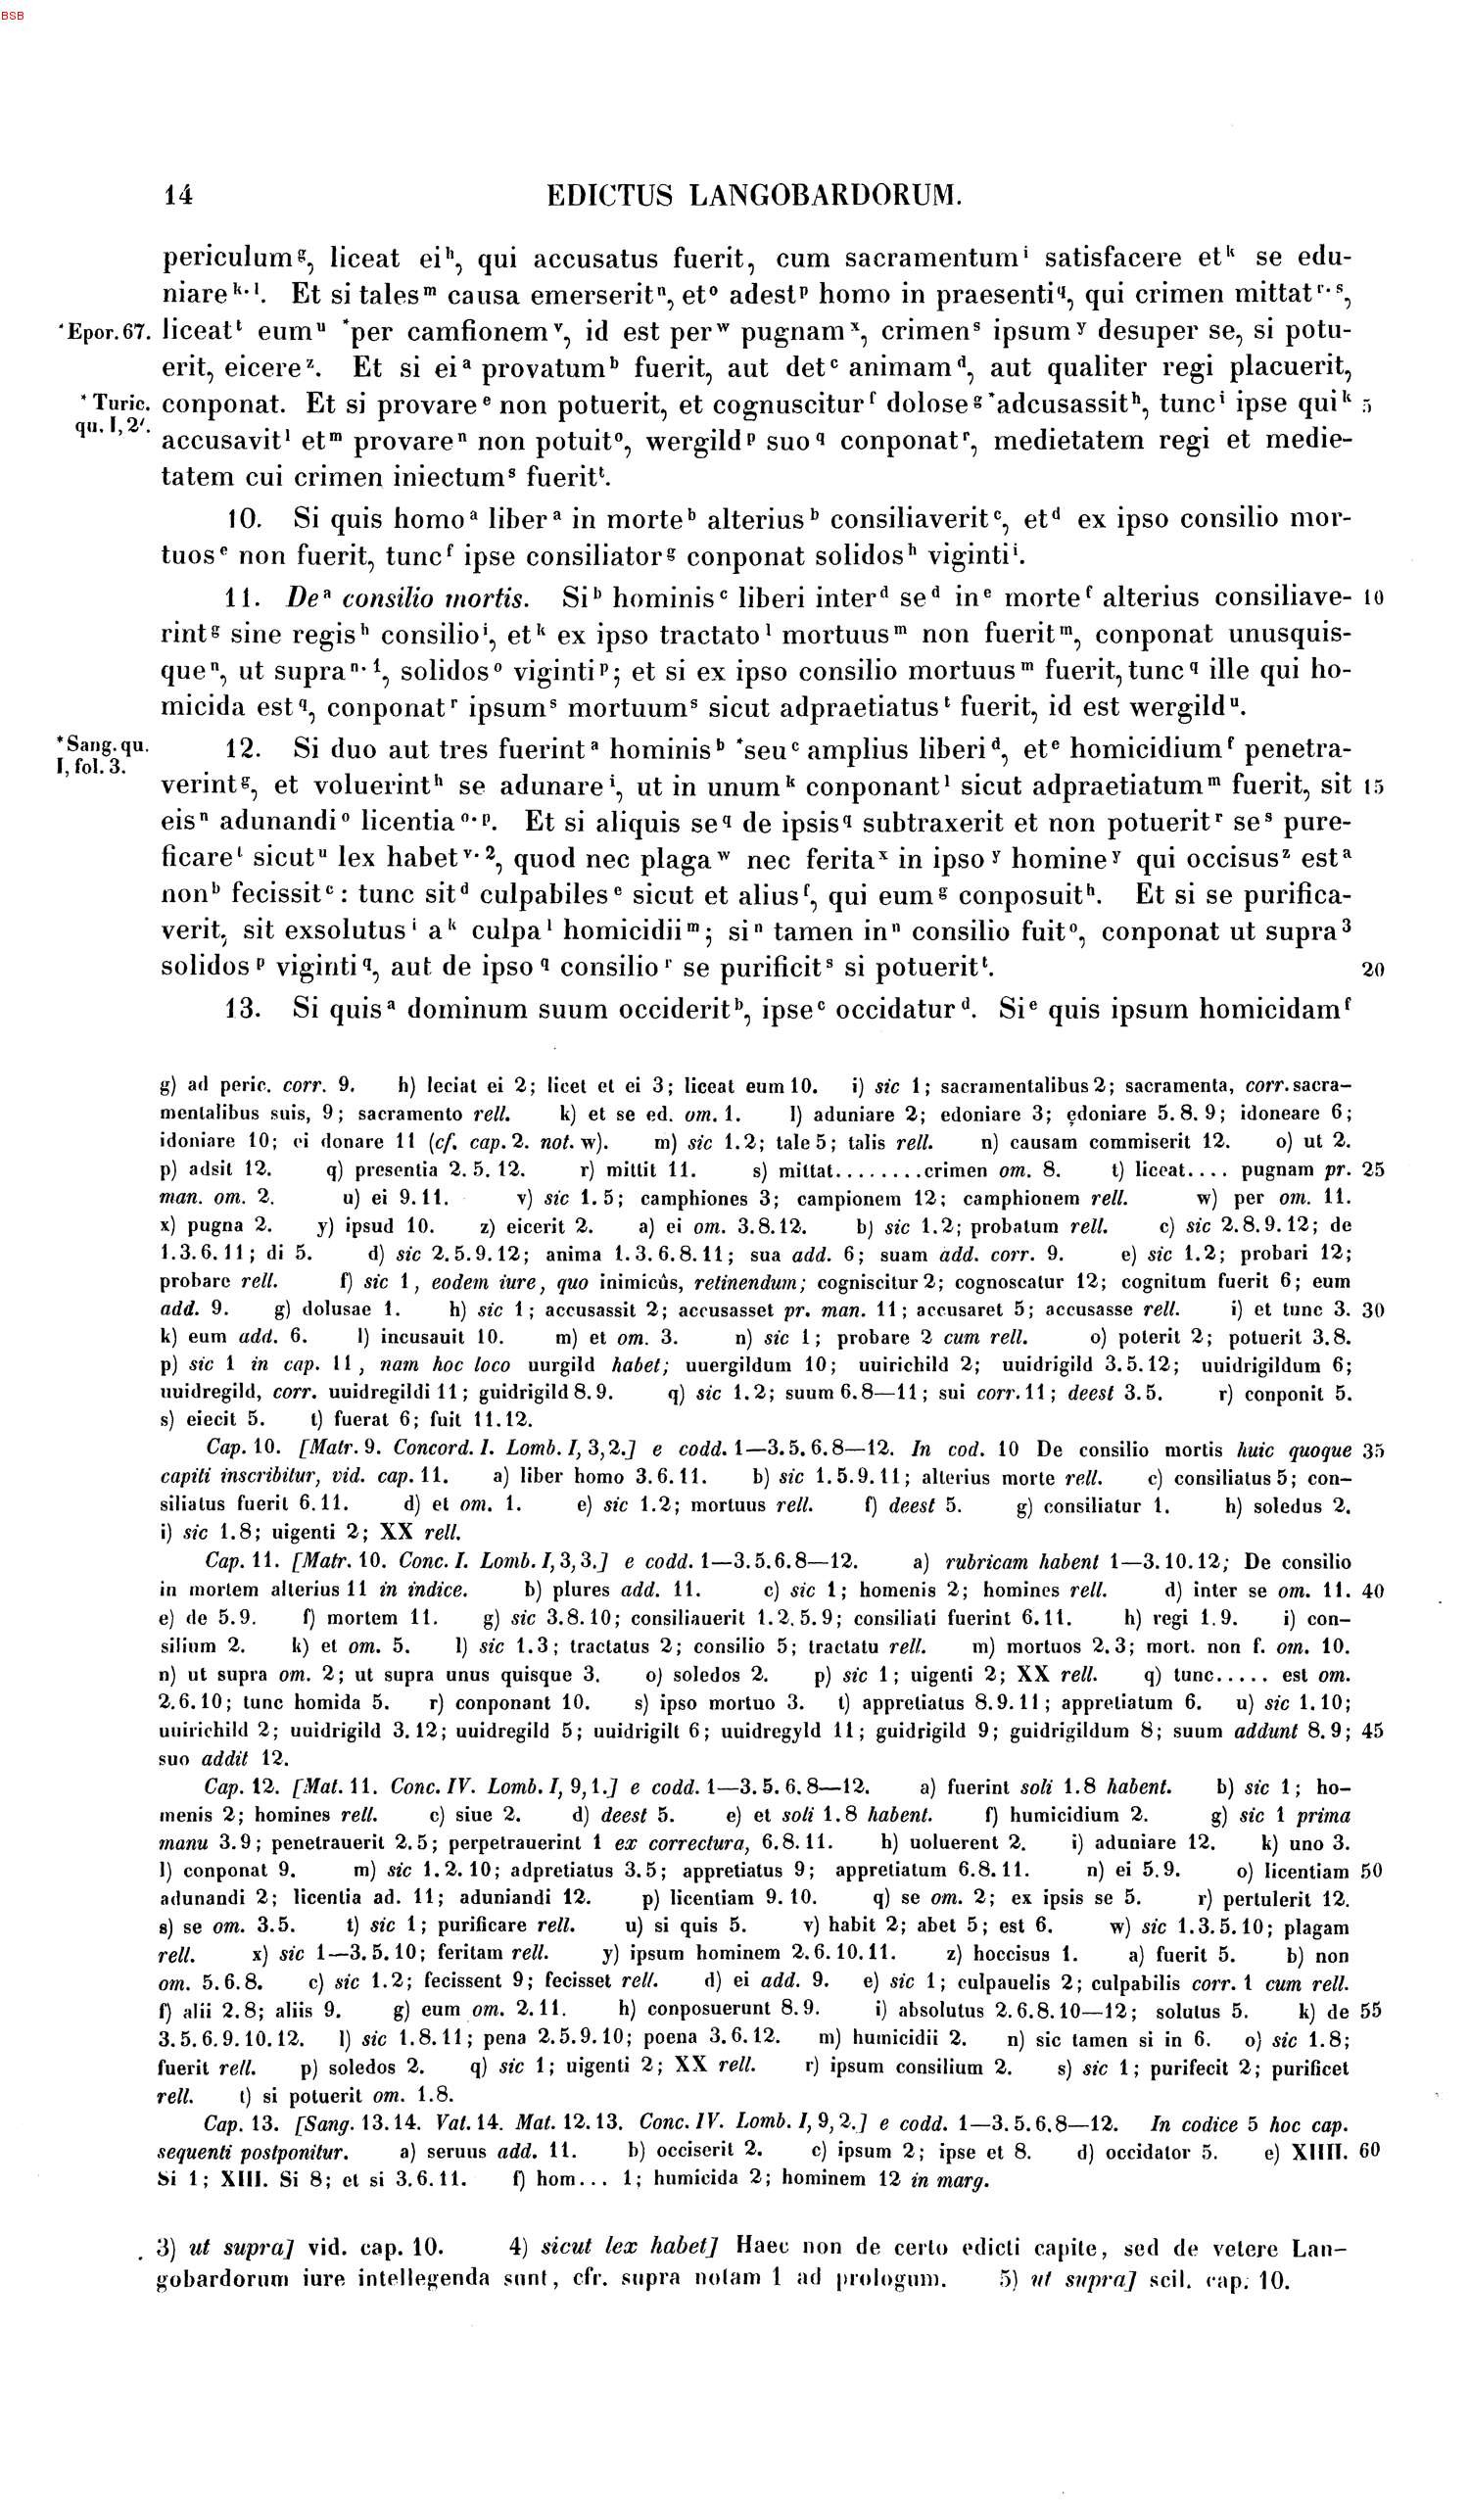 BSB
14 EDICTUS LANGOBARDORUM.
periculum g, liceat ei h, qui accusatus fuerit, cum sacramentum i satisfacere et k se edu-
niare k. l. Et si tales m causa emerserit n, et o adest p homo in praesenti q, qui crimen mittat r. s,
*Epor. 67. liceat t eum u *per camfionem v, id est per w pugnam x, crimen s ipsum y desuper se, si potu-
erit, eicere z. Et si ei a provatum b fuerit, aut det c animam d, aut qualiter regi placuerit,
*Turic. conponat. Et si provare e non potuerit, et cognuscitur f dolose g *adcusassit h, tunc i ipse qui k 5
qu. I, 2'. accusavit l et m provare n non potuit o, wergild p suo q conponat r, medietatem regi et medie-
tatem cui crimen iniectum s fuerit t.
10. Si quis homo a liber a in morte b alterius b consiliaverit c, et d ex ipso consilio mor-
tuos e non fuerit, tunc f ipse consiliator g conponat solidos h viginti i.
11. De a consilio mortis. Si b hominis c liberi inter d se d in e morte f alterius consiliave- 10
rint g sine regis h consilio i, et k ex ipso tractato l mortuus m non fuerit m, conponat unusquis-
que n, ut supra n. 1, solidos o viginti p; et si ex ipso consilio mortuus m fuerit, tunc q ille qui ho-
micida est q, conponat r ipsum s mortuum s sicut adpraetiatus t fuerit, id est wergild u.
*Sang. qu. 12. Si duo aut tres fuerint a hominis b *seu c amplius liberi d, et e homicidium f penetra-
I, fol. 3. verint g, et voluerint h se adunare i, ut in unum k conponant l sicut adpraetiatum m fuerit, sit 15
eis n adunandi o licentia o. p. Et si aliquis se q de ipsis q subtraxerit et non potuerit r se s pure-
ficare t sicut u lex habet v. 2, quod nec plaga w nec ferita x in ipso y homine y qui occisus z est a
non b fecissit c : tunc sit d culpabiles e sicut et alius f, qui eum g conposuit h. Et si se purifica-
verit, sit exsolutus i a k culpa l homicidii m; si n tamen in n consilio fuit o, conponat ut supra 3
solidos p viginti q, aut de ipso q consilio r se purificit s si potuerit t. 20
13. Si quis a dominum suum occiderit b, ipse c occidatur d. Si e quis ipsum homicidam f
g) ad peric. corr. 9. h) leciat ei 2; licet et ei 3; liceat eum 10. i) sic 1; sacramentalibus 2; sacramenta, corr. sacra-
mentalibus suis, 9; sacramento rell. k) et se ed. om. 1. l) aduniare 2; edoniare 3; ędoniare 5. 8. 9; idoneare 6;
idoniare 10; ei donare 11 (cf. cap. 2. not. w). m) sic 1. 2; tale 5; talis rell. n) causam commiserit 12. o) ut 2.
p) adsit 12. q) presentia 2. 5. 12. r) mittit 11. s) mittat........crimen om. 8. t) liceat.... pugnam pr. 25
man. om. 2. u) ei 9. 11. v) sic 1. 5; camphiones 3; campionem 12; camphionem rell. w) per om. 11.
x) pugna 2. y) ipsud 10. z) eicerit 2. a) ei om. 3. 8. 12. b) sic 1. 2; probatum rell. c) sic 2. 8. 9. 12; de
1. 3. 6. 11; di 5. d) sic 2. 5. 9. 12; anima 1. 3. 6. 8. 11; sua add. 6; suam add. corr. 9. e) sic 1. 2; probari 12;
probare rell. f) sic 1, eodem iure, quo inimicûs, retinendum; cogniscitur 2; cognoscatur 12; cognitum fuerit 6; eum
add. 9. g) dolusae 1. h) sic 1; accusassit 2; accusasset pr. man. 11; accusaret 5; accusasse rell. i) et tunc 3. 30
k) eum add. 6. l) incusauit 10. m) et om. 3. n) sic 1; probare 2 cum rell. o) poterit 2; potuerit 3. 8.
p) sic 1 in cap. 11, nam hoc loco uurgild habet; uuergildum 10; uuirichild 2; uuidrigild 3. 5. 12; uuidrigildum 6;
uuidregild, corr. uuidregildi 11; guidrigild 8. 9. q) sic 1. 2; suum 6. 8—11; sui corr. 11; deest 3. 5. r) conponit 5.
s) eiecit 5. t) fuerat 6; fuit 11. 12.
Cap. 10. [Matr. 9. Concord. I. Lomb. I, 3, 2.] e codd. 1—3. 5. 6. 8—12. In cod. 10 De consilio mortis huic quoque 35
capiti inscribitur, vid. cap. 11. a) liber homo 3. 6. 11. b) sic 1. 5. 9. 11; alterius morte rell. c) consiliatus 5; con-
siliatus fuerit 6. 11. d) et om. 1. e) sic 1. 2; mortuus rell. f) deest 5. g) consiliatur 1. h) soledus 2.
i) sic 1. 8; uigenti 2; XX rell.
Cap. 11. [Matr. 10. Conc. I. Lomb. I, 3, 3.] e codd. 1—3. 5. 6. 8—12. a) rubricam habent 1—3. 10. 12; De consilio
in mortem alterius 11 in indice. b) plures add. 11. c) sic 1; homenis 2; homines rell. d) inter se om. 11. 40
e) de 5. 9. f) mortem 11. g) sic 3. 8. 10; consiliauerit 1. 2. 5. 9; consiliati fuerint 6. 11. h) regi 1. 9. i) con-
silium 2. k) et om. 5. l) sic 1. 3; tractatus 2; consilio 5; tractatu rell. m) mortuos 2. 3; mort. non f. om. 10.
n) ut supra om. 2; ut supra unus quisque 3. o) soledos 2. p) sic 1; uigenti 2; XX rell. q) tunc..... est om.
2. 6. 10; tunc homida 5. r) conponant 10. s) ipso mortuo 3. t) appretiatus 8. 9. 11; appretiatum 6. u) sic 1. 10;
uuirichild 2; uuidrigild 3. 12; uuidregild 5; uuidrigilt 6; uuidregyld 11; guidrigild 9; guidrigildum 8; suum addunt 8. 9; 45
suo addit 12.
Cap. 12. [Mat. 11. Conc. IV. Lomb. I, 9, 1.] e codd. 1—3. 5. 6. 8—12. a) fuerint soli 1. 8 habent. b) sic 1; ho-
menis 2; homines rell. c) siue 2. d) deest 5. e) et soli 1. 8 habent. f) humicidium 2. g) sic 1 prima
manu 3. 9; penetrauerit 2. 5; perpetrauerint 1 ex correctura, 6. 8. 11. h) uoluerent 2. i) aduniare 12. k) uno 3.
l) conponat 9. m) sic 1. 2. 10; adpretiatus 3. 5; appretiatus 9; appretiatum 6. 8. 11. n) ei 5. 9. o) licentiam 50
adunandi 2; licentia ad. 11; aduniandi 12. p) licentiam 9. 10. q) se om. 2; ex ipsis se 5. r) pertulerit 12.
s) se om. 3. 5. t) sic 1; purificare rell. u) si quis 5. v) habit 2; abet 5; est 6. w) sic 1. 3. 5. 10; plagam
rell. x) sic 1—3. 5. 10; feritam rell. y) ipsum hominem 2. 6. 10. 11. z) hoccisus 1. a) fuerit 5. b) non
om. 5. 6. 8. c) sic 1. 2; fecissent 9; fecisset rell. d) ei add. 9. e) sic 1; culpauelis 2; culpabilis corr. 1 cum rell.
f) alii 2. 8; aliis 9. g) eum om. 2. 11. h) conposuerunt 8. 9. i) absolutus 2. 6. 8. 10—12; solutus 5. k) de 55
3. 5. 6. 9. 10. 12. l) sic 1. 8. 11; pena 2. 5. 9. 10; poena 3. 6. 12. m) humicidii 2. n) sic tamen si in 6. o) sic 1. 8;
fuerit rell. p) soledos 2. q) sic 1; uigenti 2; XX rell. r) ipsum consilium 2. s) sic 1; purifecit 2; purificet
rell. t) si potuerit om. 1. 8.
Cap. 13. [Sang. 13. 14. Vat. 14. Mat. 12. 13. Conc. IV. Lomb. I, 9, 2.] e codd. 1—3. 5. 6. 8—12. In codice 5 hoc cap.
sequenti postponitur. a) seruus add. 11. b) occiserit 2. c) ipsum 2; ipse et 8. d) occidator 5. e) XIIII. 60
Si 1; XIII. Si 8; et si 3. 6. 11. f) hom... 1; humicida 2; hominem 12 in marg.
3) ut supra] vid. cap. 10. 4) sicut lex habet] Haec non de certo edicti capite, sed de vetere Lan-
gobardorum iure intellegenda sunt, cfr. supra notam 1 ad prologum. 5) ut supra] scil. cap. 10.